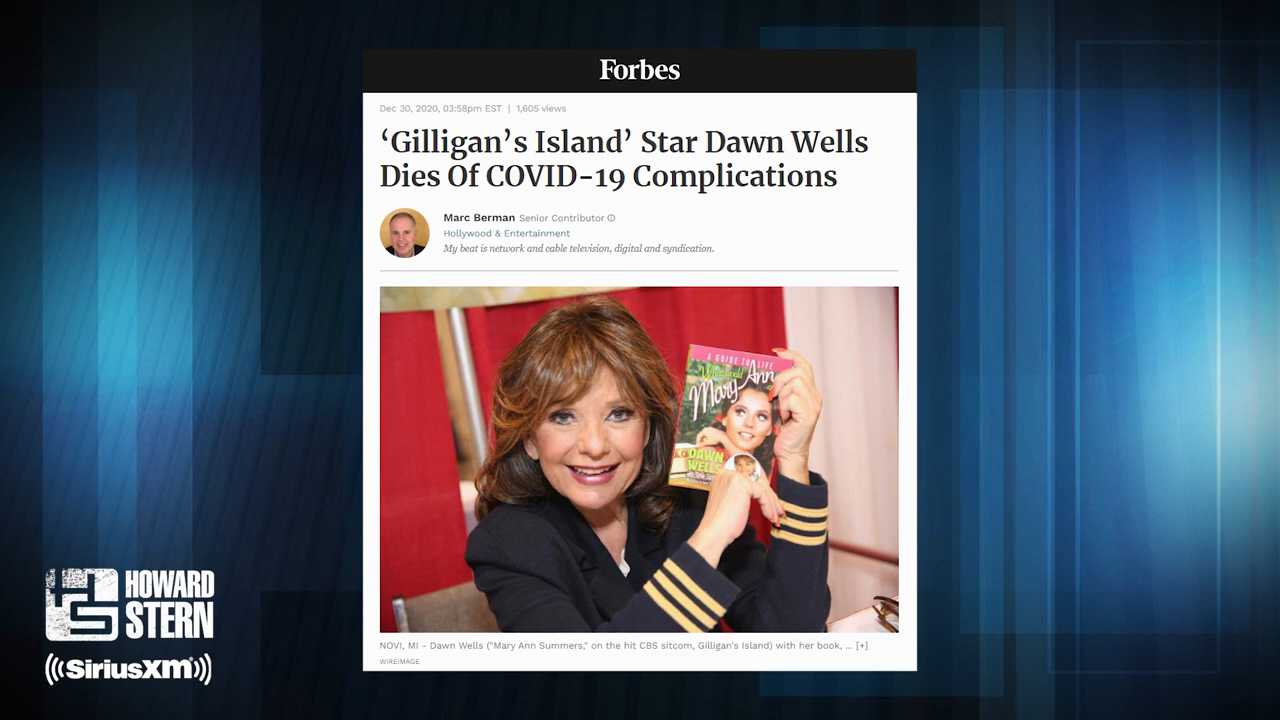 Forbes
Dec 30, 2020, 03:58pm EST | 1,605 views
‘Gilligan’s Island’ Star Dawn Wells
Dies Of COVID-19 Complications
Marc Berman Senior Contributor
Hollywood & Entertainment
My beat is network and cable television, digital and syndication.
A GUIDE TO LIFE
What Would
Mary Ann
DAWN
WELLS
NOVI, MI - Dawn Wells ("Mary Ann Summers," on the hit CBS sitcom, Gilligan's Island) with her book, ... [+]
WIREIMAGE
HOWARD
STERN
SiriusXM